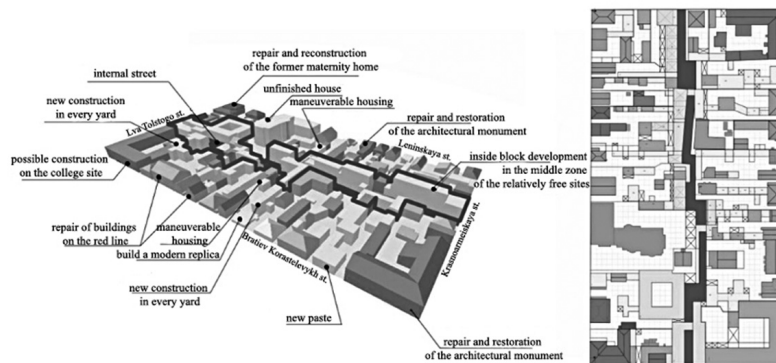 repair and reconstruction
of the former maternity home
internal street
unfinished house
maneuverable housing
new construction
in every yard
Lva Tolstogo st.
repair and restoration
of the architectural monument
Leninskaya st.
possible construction
on the college site
inside block development
in the middle zone
of the relatively free sites
repair of buildings
on the red line
maneuverable
housing
build a modern replica
Bratiev Korastelevykh st.
Krasnoarmeiskaya st.
new construction
in every yard
new paste
repair and restoration
of the architectural monument